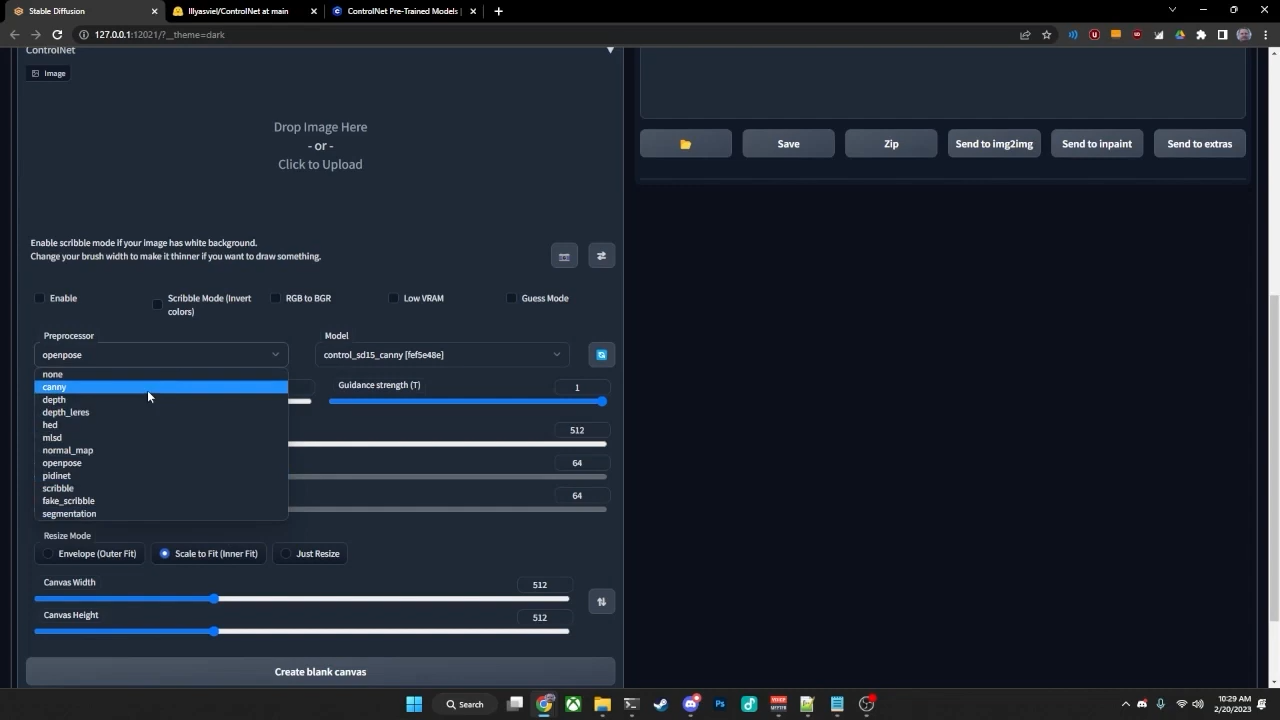 Stable Diffusion
lllyasviel/ControlNet at main
ControlNet Pre-Trained Models |
127.0.0.1:12021/?__theme=dark
ControlNet
Image
Drop Image Here
- or -
Click to Upload
Save
Zip
Send to img2img
Send to inpaint
Send to extras
Enable scribble mode if your image has white background.
Change your brush width to make it thinner if you want to draw something.
Enable
Scribble Mode (Invert
colors)
RGB to BGR
Low VRAM
Guess Mode
Preprocessor
openpose
Model
control_sd15_canny [fef5e48e]
none
canny
depth
depth_leres
hed
mlsd
normal_map
openpose
pidinet
scribble
fake_scribble
segmentation
Guidance strength (T)
1
512
64
64
Resize Mode
Envelope (Outer Fit)
Scale to Fit (Inner Fit)
Just Resize
Canvas Width
512
Canvas Height
512
Create blank canvas
Search
10:29 AM
2/20/2023